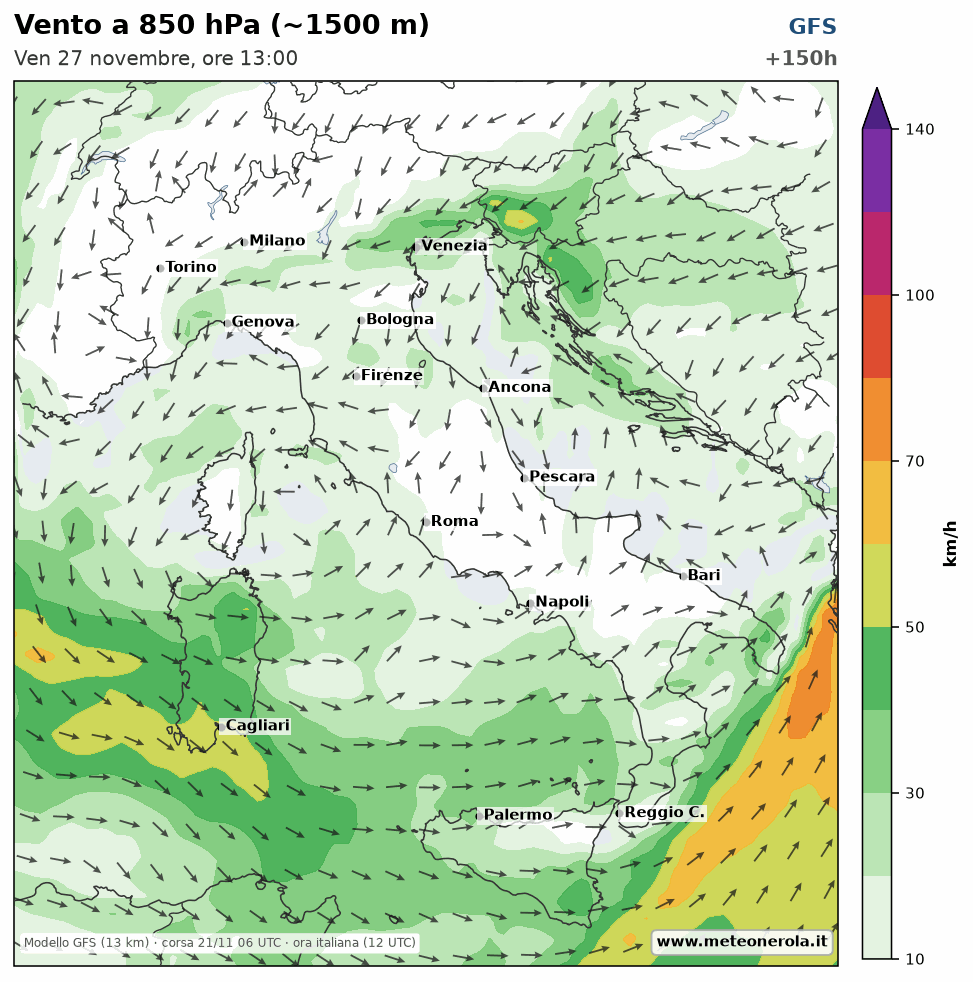 Vento a 850 hPa (~1500 m)
GFS
Ven 27 novembre, ore 13:00
+150h
Milano
Venezia
Torino
Genova
Bologna
Firenze
Ancona
Pescara
Roma
Bari
Napoli
Cagliari
Palermo
Reggio C.
140
100
70
50
30
10
km/h
Modello GFS (13 km) · corsa 21/11 06 UTC · ora italiana (12 UTC)
www.meteonerola.it